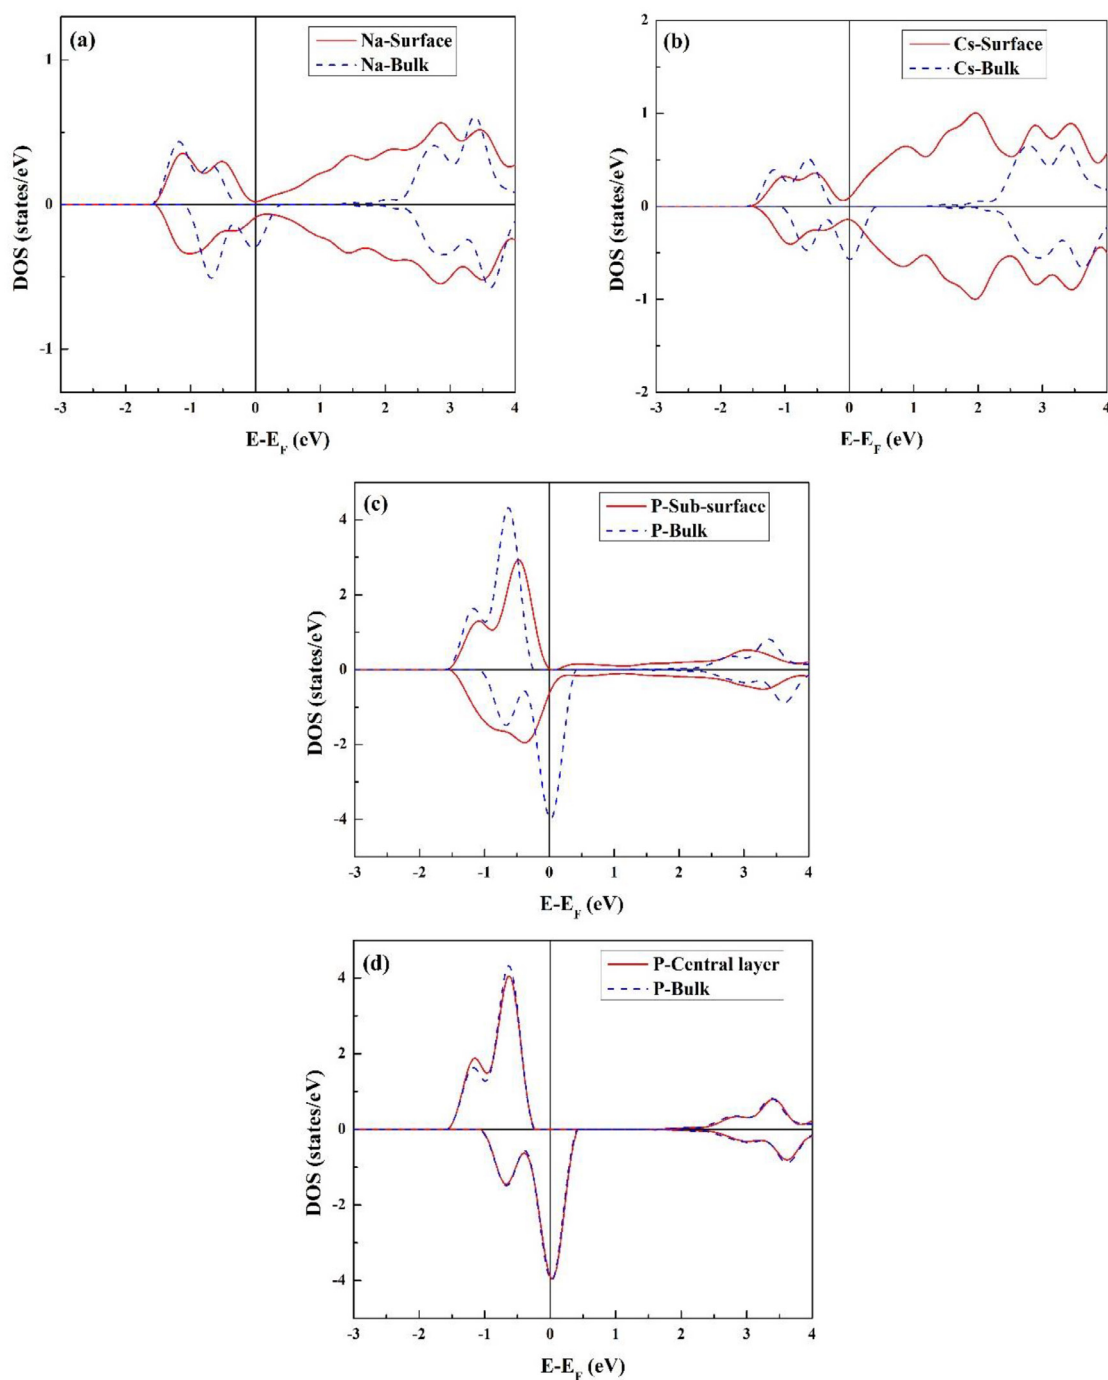 (a)
Na-Surface
Na-Bulk
DOS (states/eV)
1
0
-1
-3 -2 -1 0 1 2 3 4
E-E_F (eV)
(b)
Cs-Surface
Cs-Bulk
DOS (states/eV)
2
1
0
-1
-2
-3 -2 -1 0 1 2 3 4
E-E_F (eV)
(c)
P-Sub-surface
P-Bulk
DOS (states/eV)
4
2
0
-2
-4
-3 -2 -1 0 1 2 3 4
E-E_F (eV)
(d)
P-Central layer
P-Bulk
DOS (states/eV)
4
2
0
-2
-4
-3 -2 -1 0 1 2 3 4
E-E_F (eV)